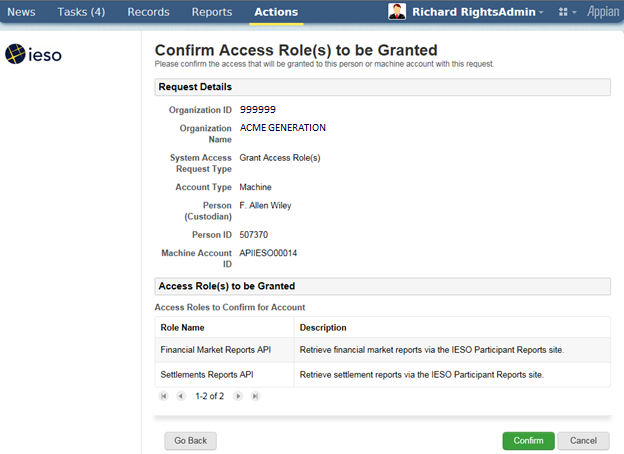 News Tasks (4) Records Reports Actions Richard RightsAdmin Appian
ieso
Confirm Access Role(s) to be Granted
Please confirm the access that will be granted to this person or machine account with this request.
Request Details
Organization ID 999999
Organization ACME GENERATION
Name
System Access Grant Access Role(s)
Request Type
Account Type Machine
Person F. Allen Wiley
(Custodian)
Person ID 507370
Machine Account APIIESO00014
ID
Access Role(s) to be Granted
Access Roles to Confirm for Account
Role Name Description
Financial Market Reports API Retrieve financial market reports via the IESO Participant Reports site.
Settlements Reports API Retrieve settlement reports via the IESO Participant Reports site.
1-2 of 2
Go Back Confirm Cancel